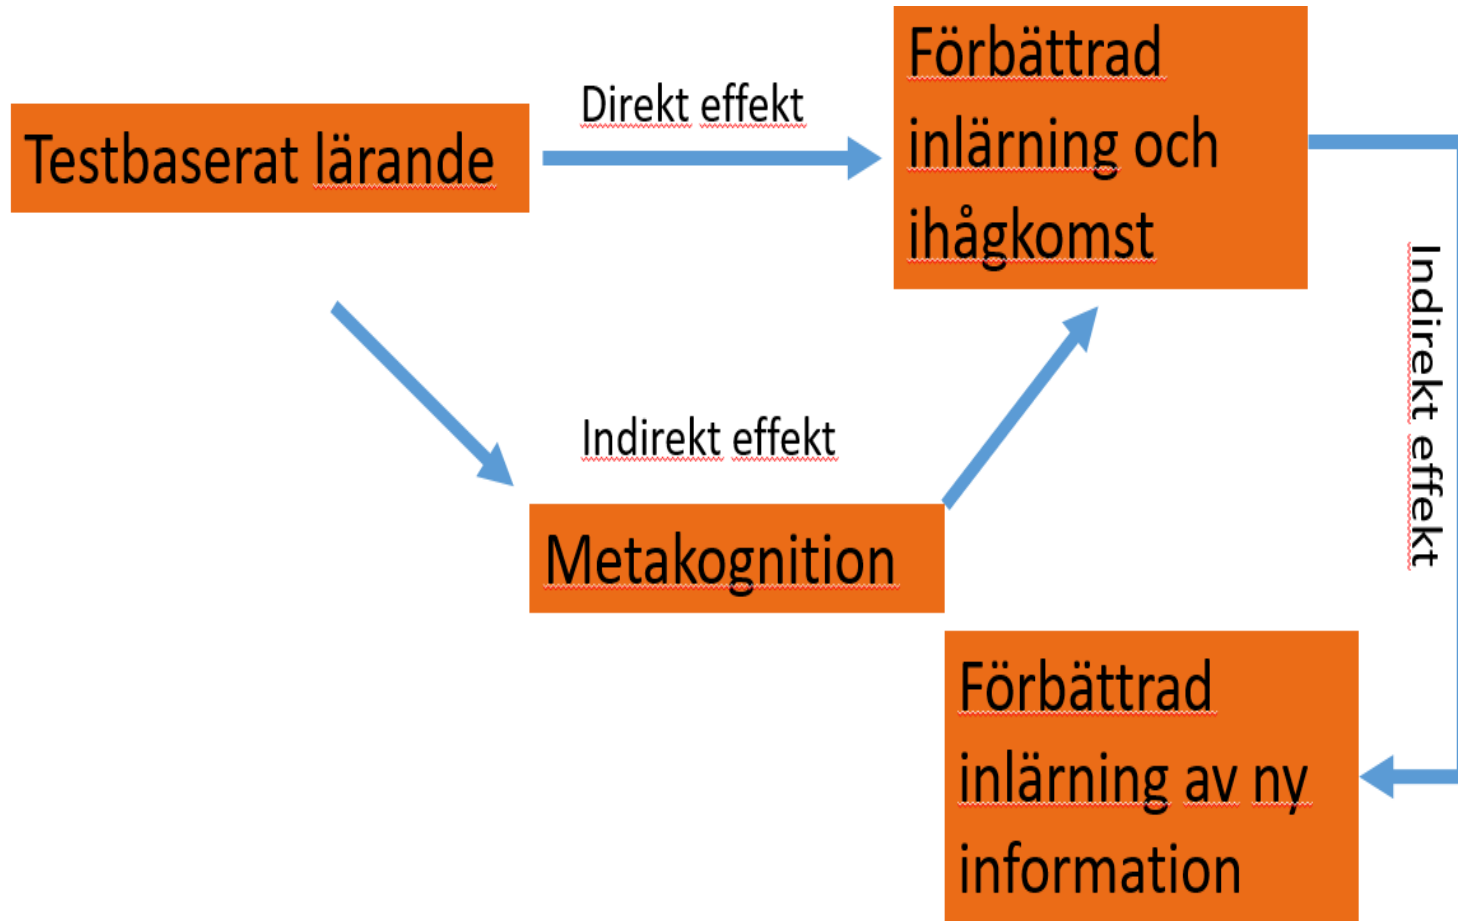 Testbaserat lärande
Direkt effekt
Förbättrad
inlärning och
ihågkomst
Indirekt effekt
Indirekt effekt
Metakognition
Förbättrad
inlärning av ny
information